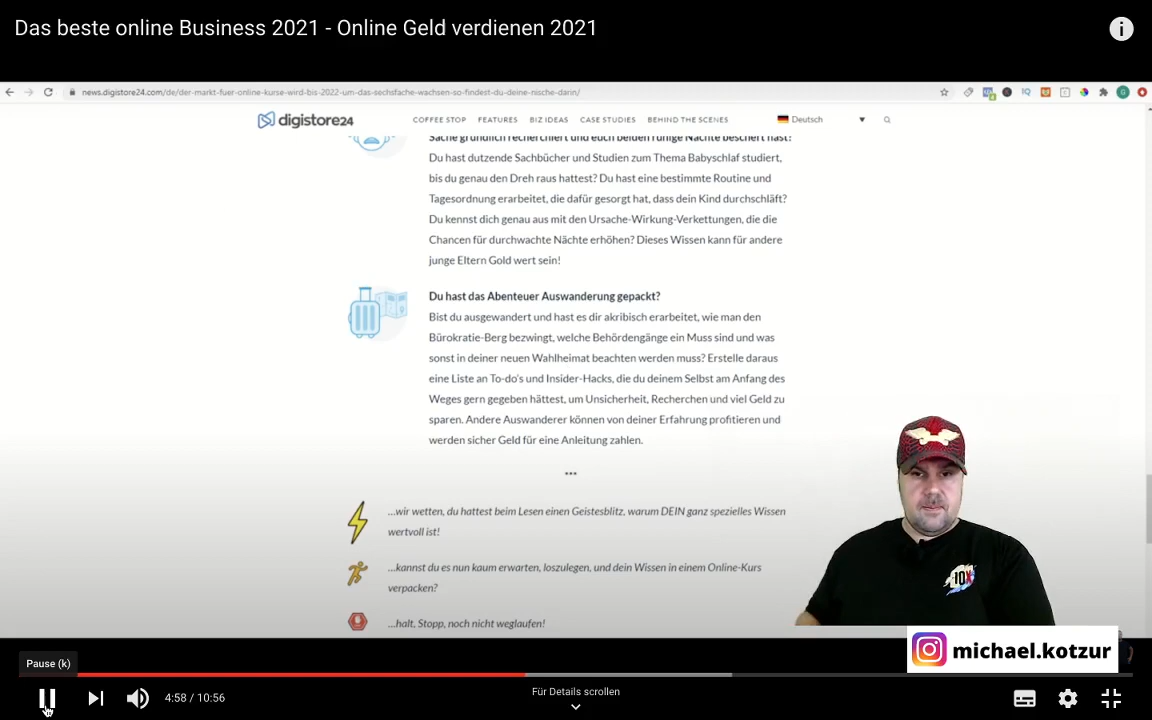 Das beste online Business 2021 - Online Geld verdienen 2021
news.digistore24.com/de/der-markt-fuer-online-kurse-wird-bis-2022-um-das-sechsfache-wachsen-so-findest-du-deine-nische-darin/
digistore24
COFFEE STOP FEATURES BIZ IDEAS CASE STUDIES BEHIND THE SCENES Deutsch
Sache gründlich recherchiert und euch beiden ruhige Nächte beschert hast?
Du hast dutzende Sachbücher und Studien zum Thema Babyschlaf studiert,
bis du genau den Dreh raus hattest? Du hast eine bestimmte Routine und
Tagesordnung erarbeitet, die dafür gesorgt hat, dass dein Kind durchschläft?
Du kennst dich genau aus mit den Ursache-Wirkung-Verkettungen, die die
Chancen für durchwachte Nächte erhöhen? Dieses Wissen kann für andere
junge Eltern Gold wert sein!
Du hast das Abenteuer Auswanderung gepackt?
Bist du ausgewandert und hast es dir akribisch erarbeitet, wie man den
Bürokratie-Berg bezwingt, welche Behördengänge ein Muss sind und was
sonst in deiner neuen Wahlheimat beachten werden muss? Erstelle daraus
eine Liste an To-do's und Insider-Hacks, die du deinem Selbst am Anfang des
Weges gern gegeben hättest, um Unsicherheit, Recherchen und viel Geld zu
sparen. Andere Auswanderer können von deiner Erfahrung profitieren und
werden sicher Geld für eine Anleitung zahlen.
***
...wir wetten, du hattest beim Lesen einen Geistesblitz, warum DEIN ganz spezielles Wissen
wertvoll ist!
...kannst du es nun kaum erwarten, loszulegen, und dein Wissen in einem Online-Kurs
verpacken?
...halt, Stopp, noch nicht weglaufen!
10X
michael.kotzur
Pause (k)
4:58 / 10:56
Für Details scrollen